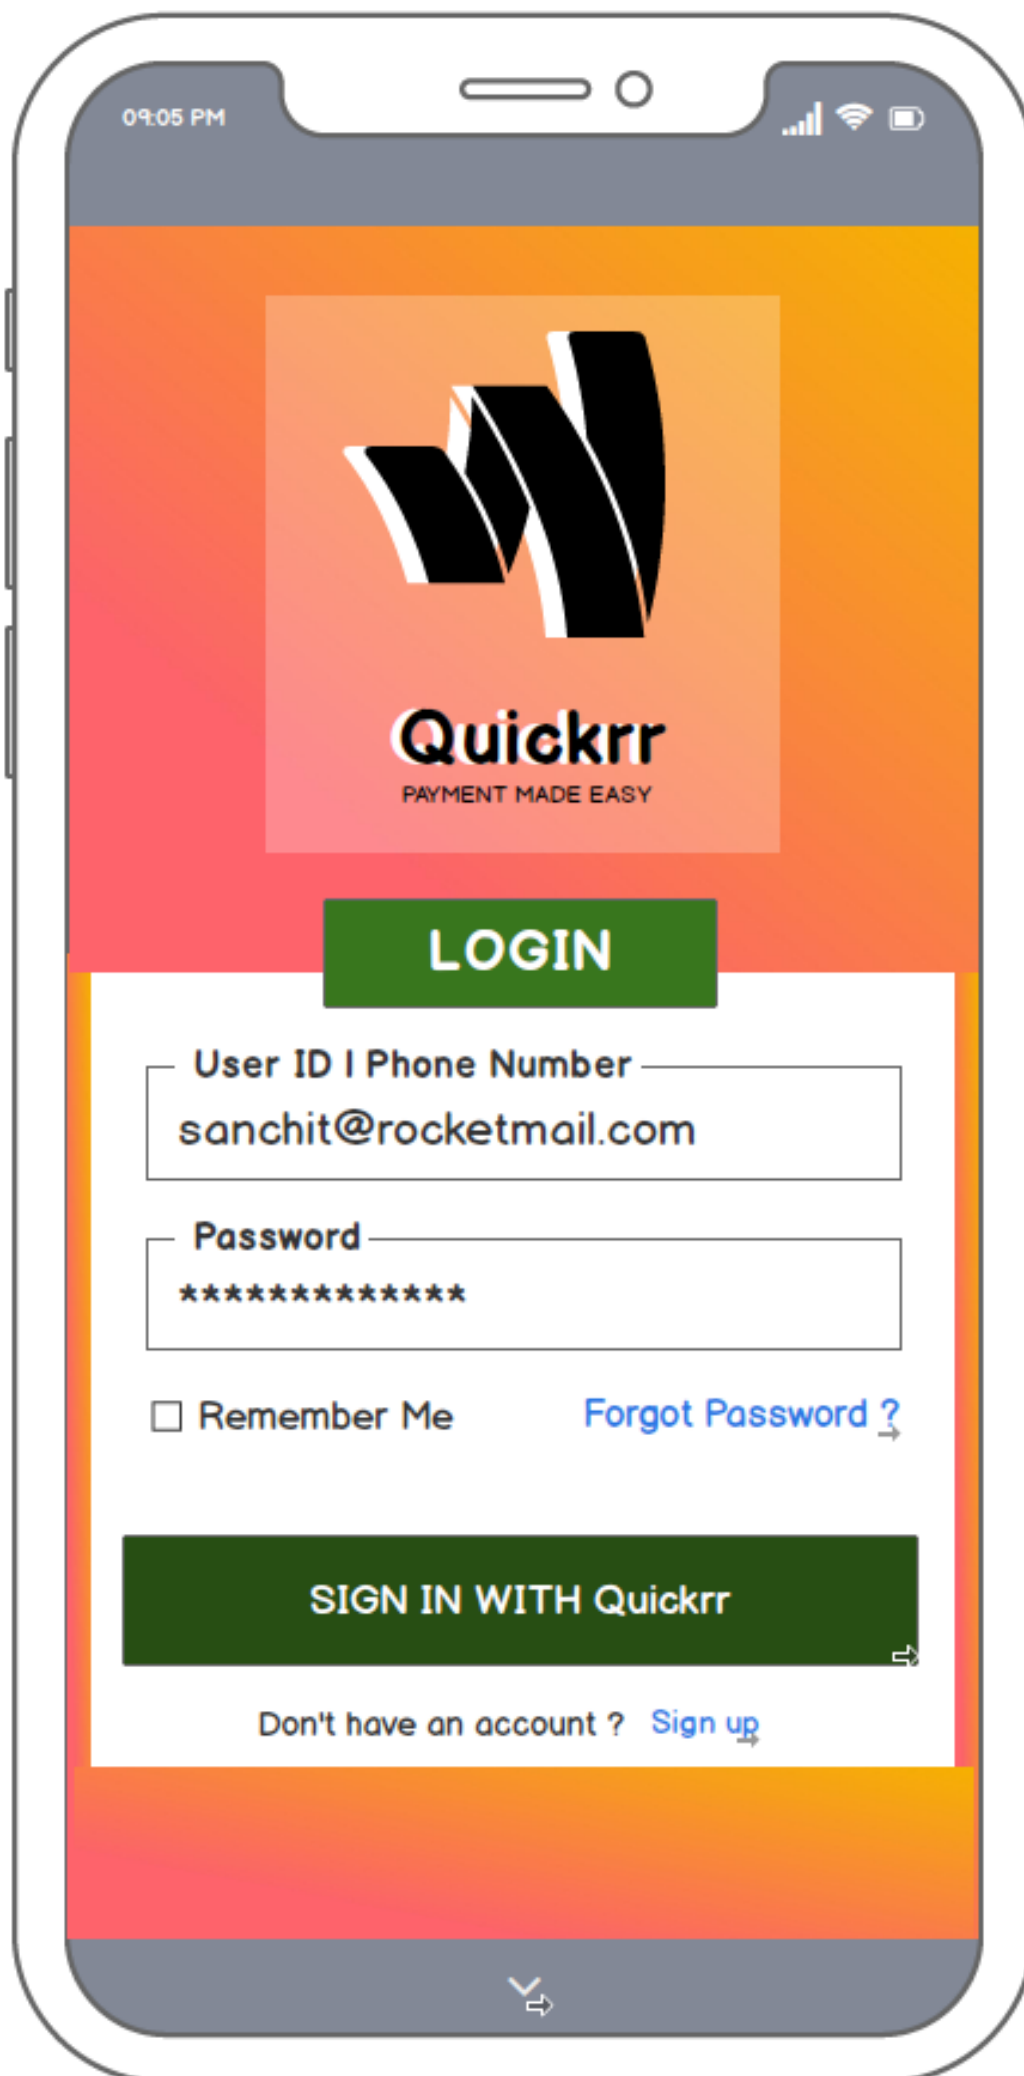 09:05 PM
Quickrr
PAYMENT MADE EASY
LOGIN
User ID | Phone Number
sanchit@rocketmail.com
Password
*************
Remember Me Forgot Password ?
SIGN IN WITH Quickrr
Don't have an account ? Sign up